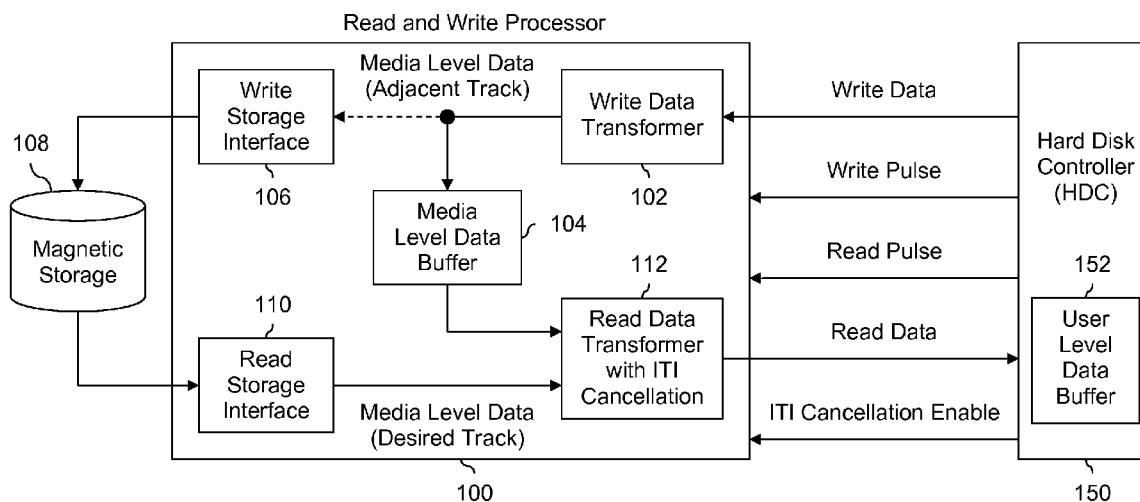 Read and Write Processor
Media Level Data
(Adjacent Track)
Write
Storage
Interface
106
Write Data
Transformer
102
Write Data
Hard Disk
Controller
(HDC)
Write Pulse
108
Magnetic
Storage
Media
Level Data
Buffer
104
Read Pulse
110
Read
Storage
Interface
112
Read Data
Transformer
with ITI
Cancellation
Read Data
152
User
Level
Data
Buffer
Media Level Data
(Desired Track)
ITI Cancellation Enable
100
150